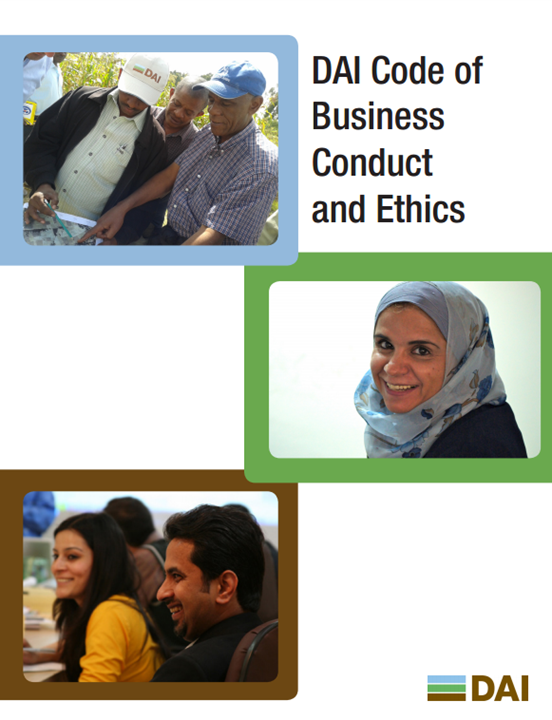 DAI
DAI Code of
Business
Conduct
and Ethics
DAI